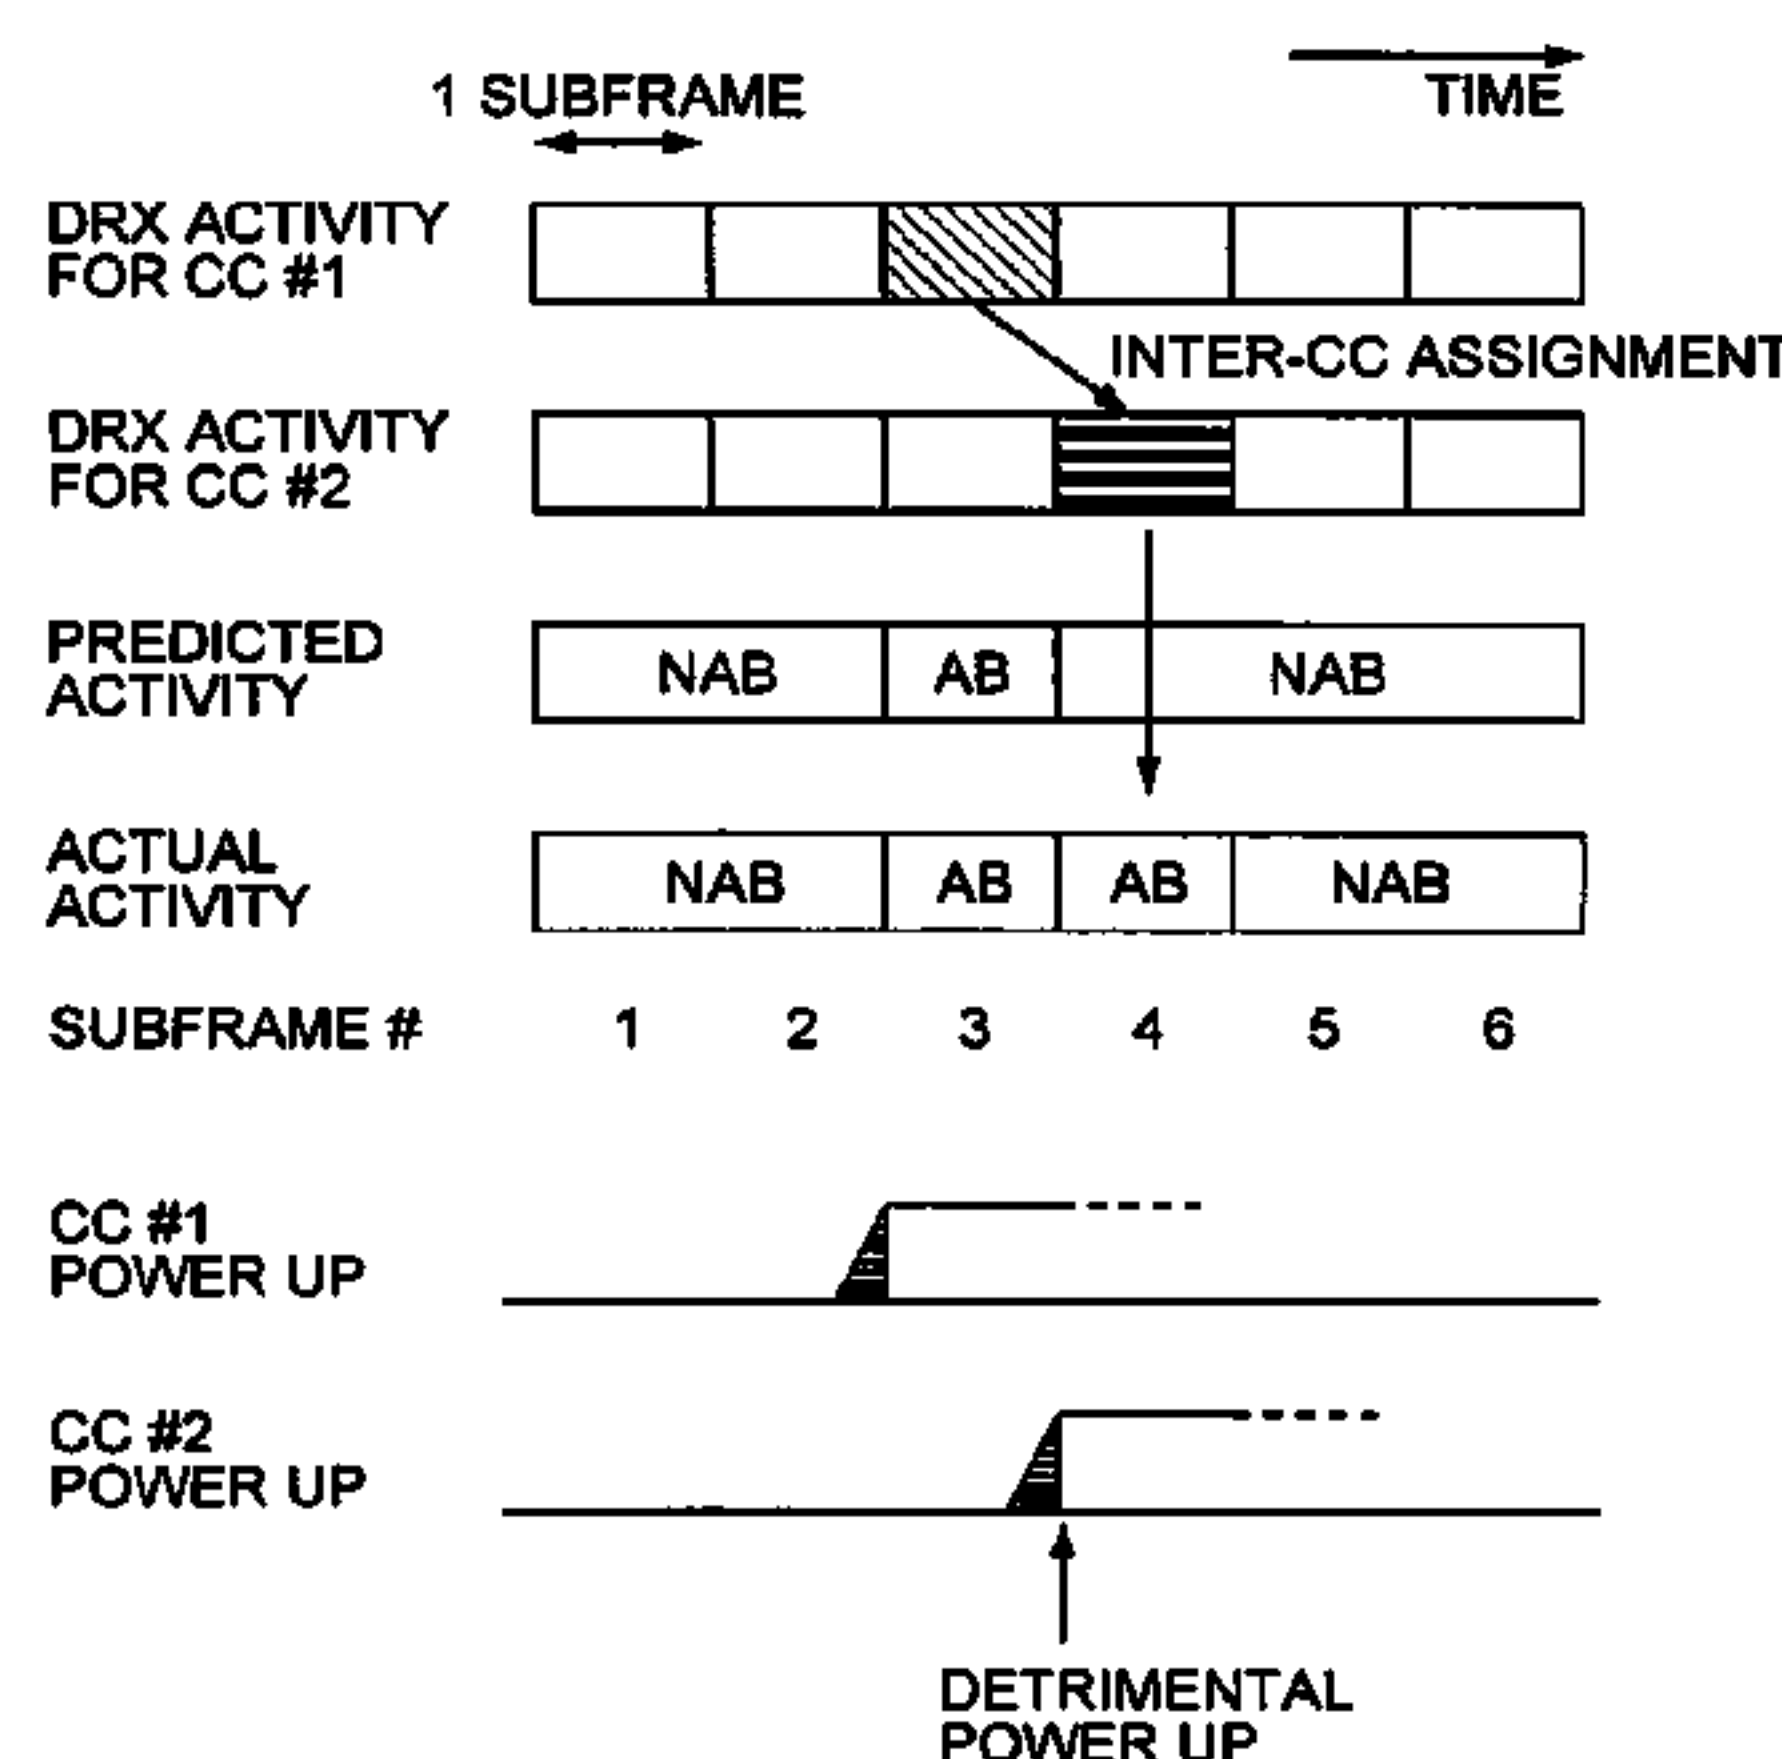 1 SUBFRAME
TIME
DRX ACTIVITY
FOR CC #1
INTER-CC ASSIGNMENT
DRX ACTIVITY
FOR CC #2
PREDICTED
ACTIVITY
NAB AB NAB
ACTUAL
ACTIVITY
NAB AB AB NAB
SUBFRAME # 1 2 3 4 5 6
CC #1
POWER UP
CC #2
POWER UP
DETRIMENTAL
POWER UP